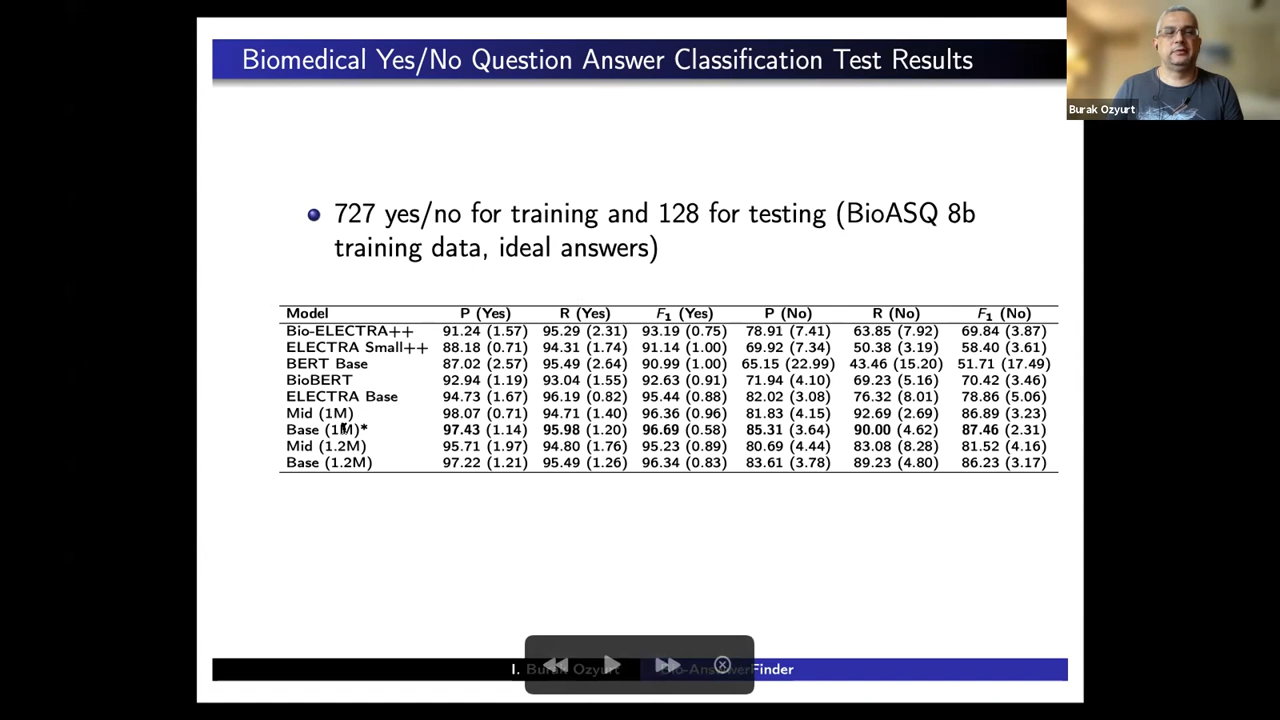 Biomedical Yes/No Question Answer Classification Test Results
Burak Ozyurt
727 yes/no for training and 128 for testing (BioASQ 8b
training data, ideal answers)
Model P (Yes) R (Yes) F1 (Yes) P (No) R (No) F1 (No)
Bio-ELECTRA++ 91.24 (1.57) 95.29 (2.31) 93.19 (0.75) 78.91 (7.41) 63.85 (7.92) 69.84 (3.87)
ELECTRA Small++ 88.18 (0.71) 94.31 (1.74) 91.14 (1.00) 69.92 (7.34) 50.38 (3.19) 58.40 (3.61)
BERT Base 87.02 (2.57) 95.49 (2.64) 90.99 (1.00) 65.15 (22.99) 43.46 (15.20) 51.71 (17.49)
BioBERT 92.94 (1.19) 93.04 (1.55) 92.63 (0.91) 71.94 (4.10) 69.23 (5.16) 70.42 (3.46)
ELECTRA Base 94.73 (1.67) 96.19 (0.82) 95.44 (0.88) 82.02 (3.08) 76.32 (8.01) 78.86 (5.06)
Mid (1M) 98.07 (0.71) 94.71 (1.40) 96.36 (0.96) 81.83 (4.15) 92.69 (2.69) 86.89 (3.23)
Base (1M)* 97.43 (1.14) 95.98 (1.20) 96.69 (0.58) 85.31 (3.64) 90.00 (4.62) 87.46 (2.31)
Mid (1.2M) 95.71 (1.97) 94.80 (1.76) 95.23 (0.89) 80.69 (4.44) 83.08 (8.28) 81.52 (4.16)
Base (1.2M) 97.22 (1.21) 95.49 (1.26) 96.34 (0.83) 83.61 (3.78) 89.23 (4.80) 86.23 (3.17)
I. Burak Ozyurt Bio-AnswerFinder